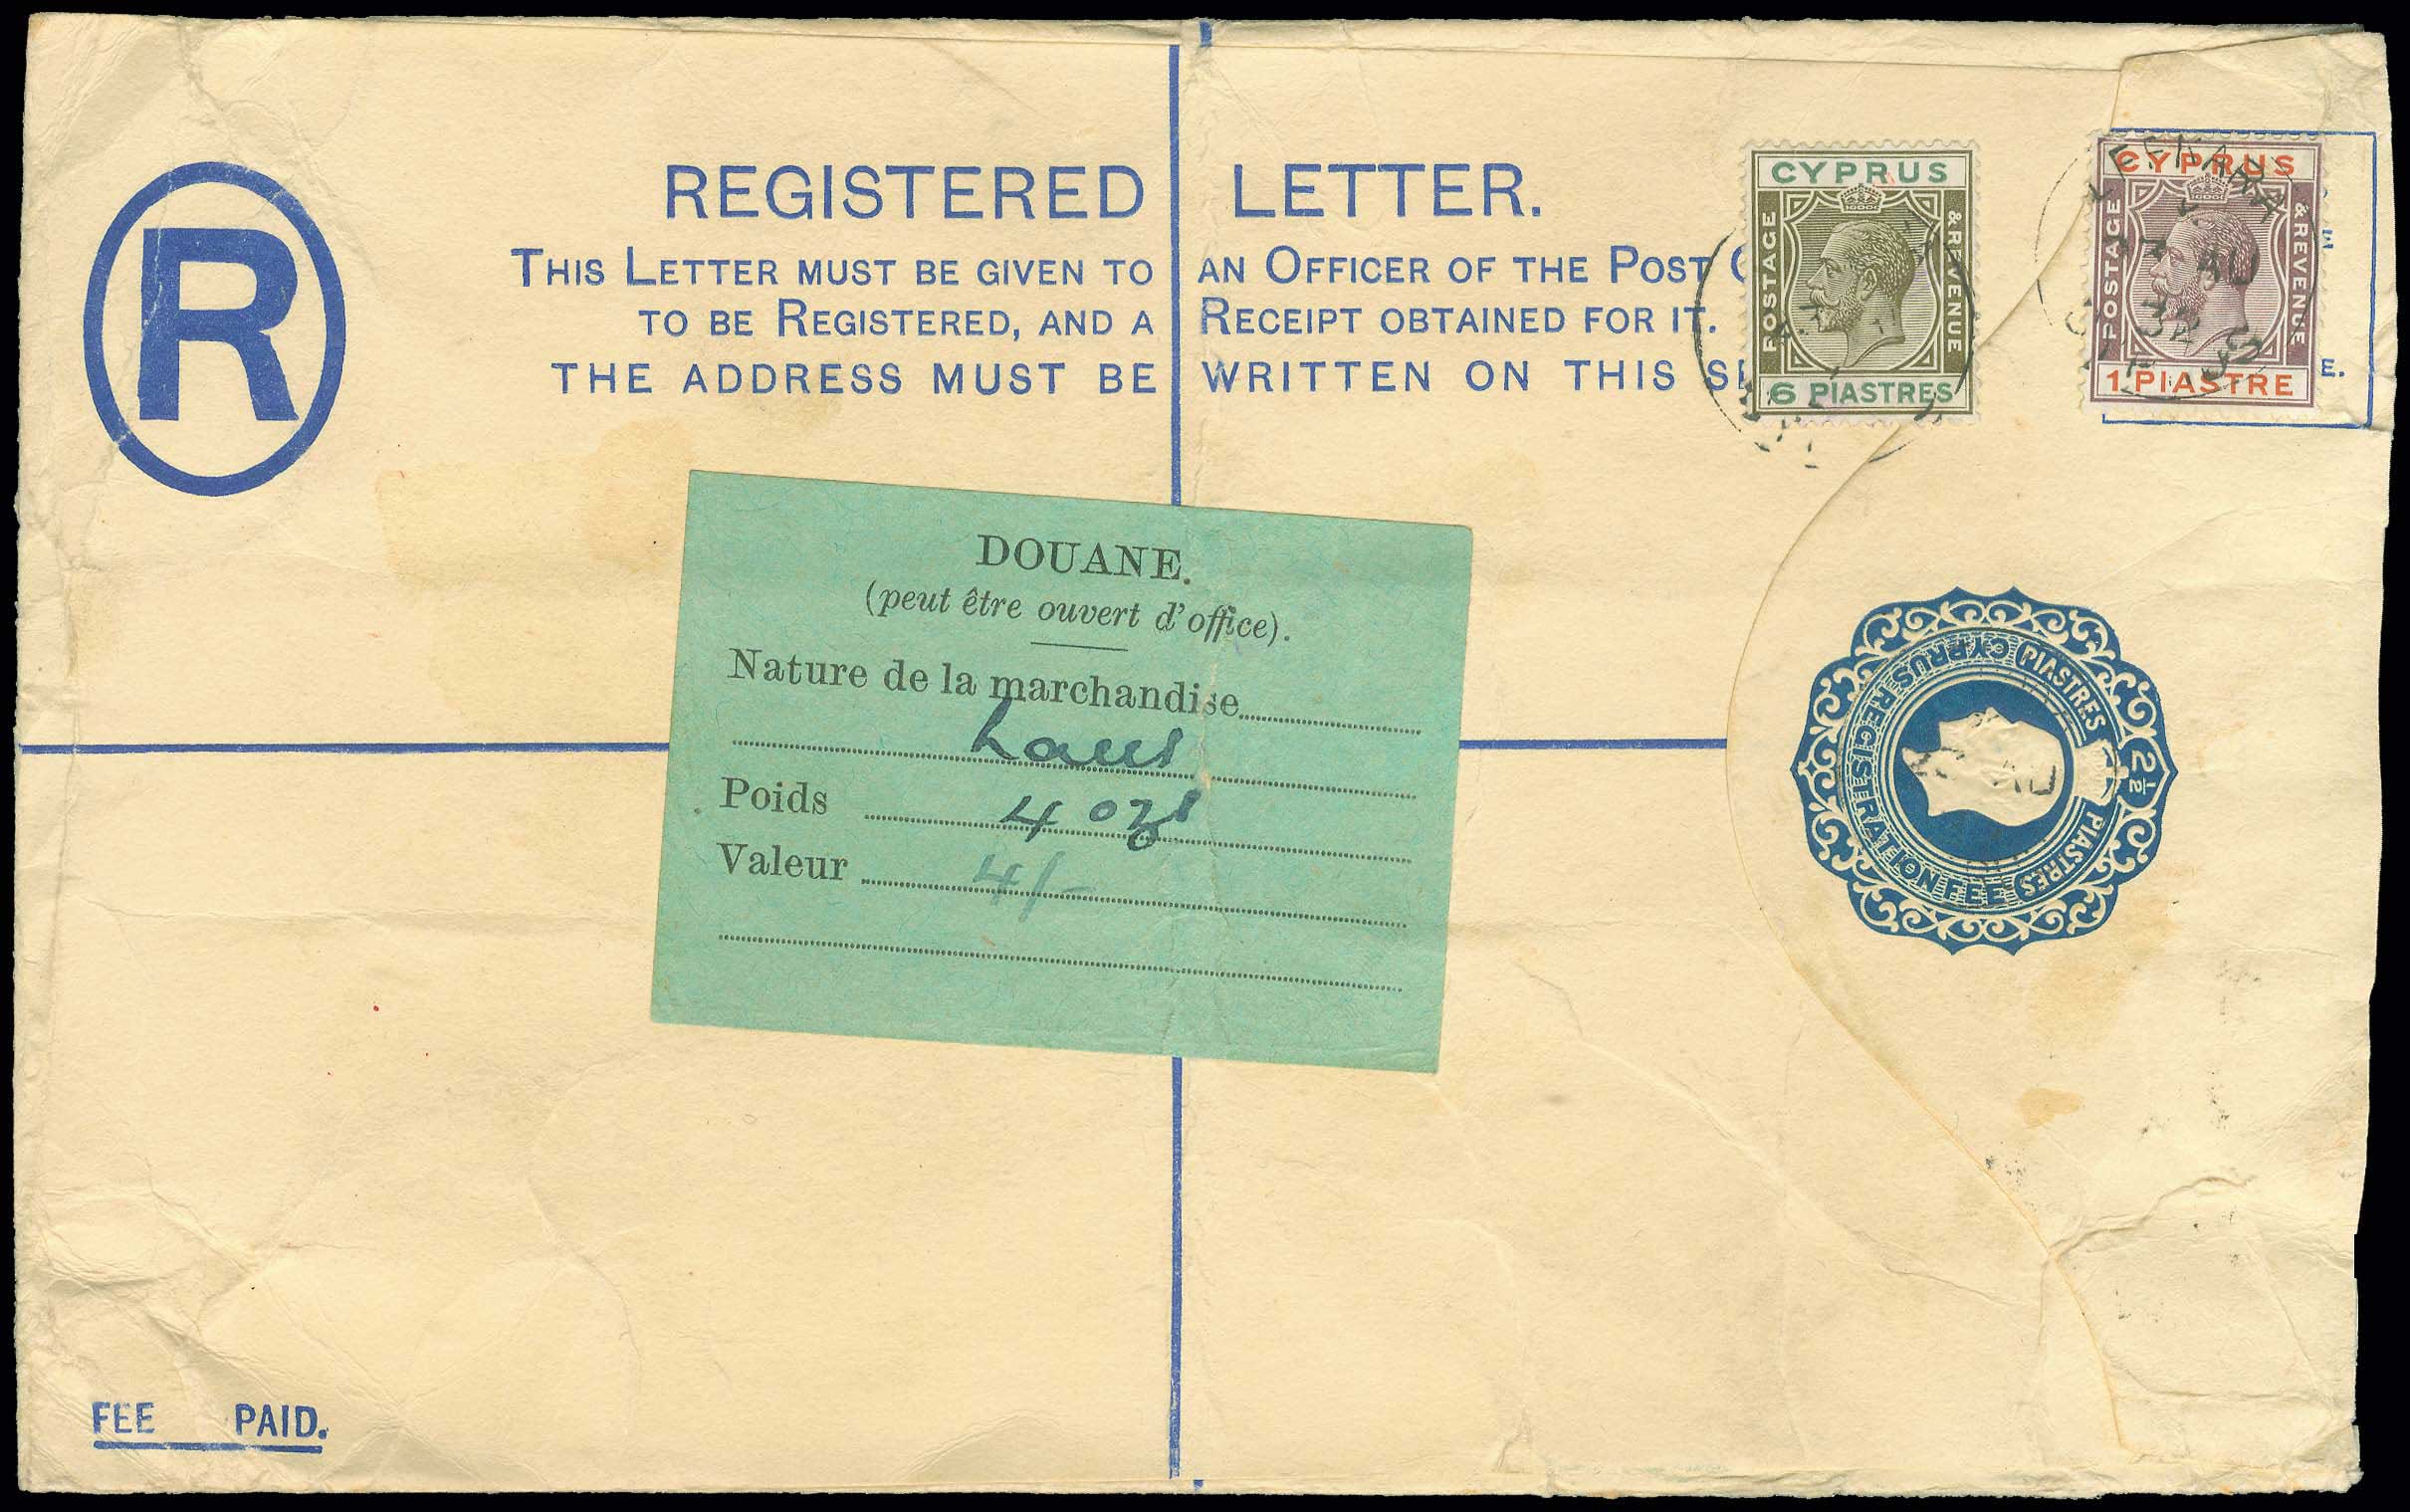 R
REGISTERED LETTER.
THIS LETTER MUST BE GIVEN TO AN OFFICER OF THE POST
TO BE REGISTERED, AND A RECEIPT OBTAINED FOR IT.
THE ADDRESS MUST BE WRITTEN ON THIS
CYPRUS
POSTAGE
& REVENUE
6 PIASTRES
CYPRUS
POSTAGE
& REVENUE
1 PIASTRE
LEFKARA
DOUANE.
(peut être ouvert d'office).
Nature de la marchandise
Laces
Poids 4 ozs
Valeur 4/-
CYPRUS REGISTRATION FEE
PIASTRES 2½ PIASTRES
FEE PAID.